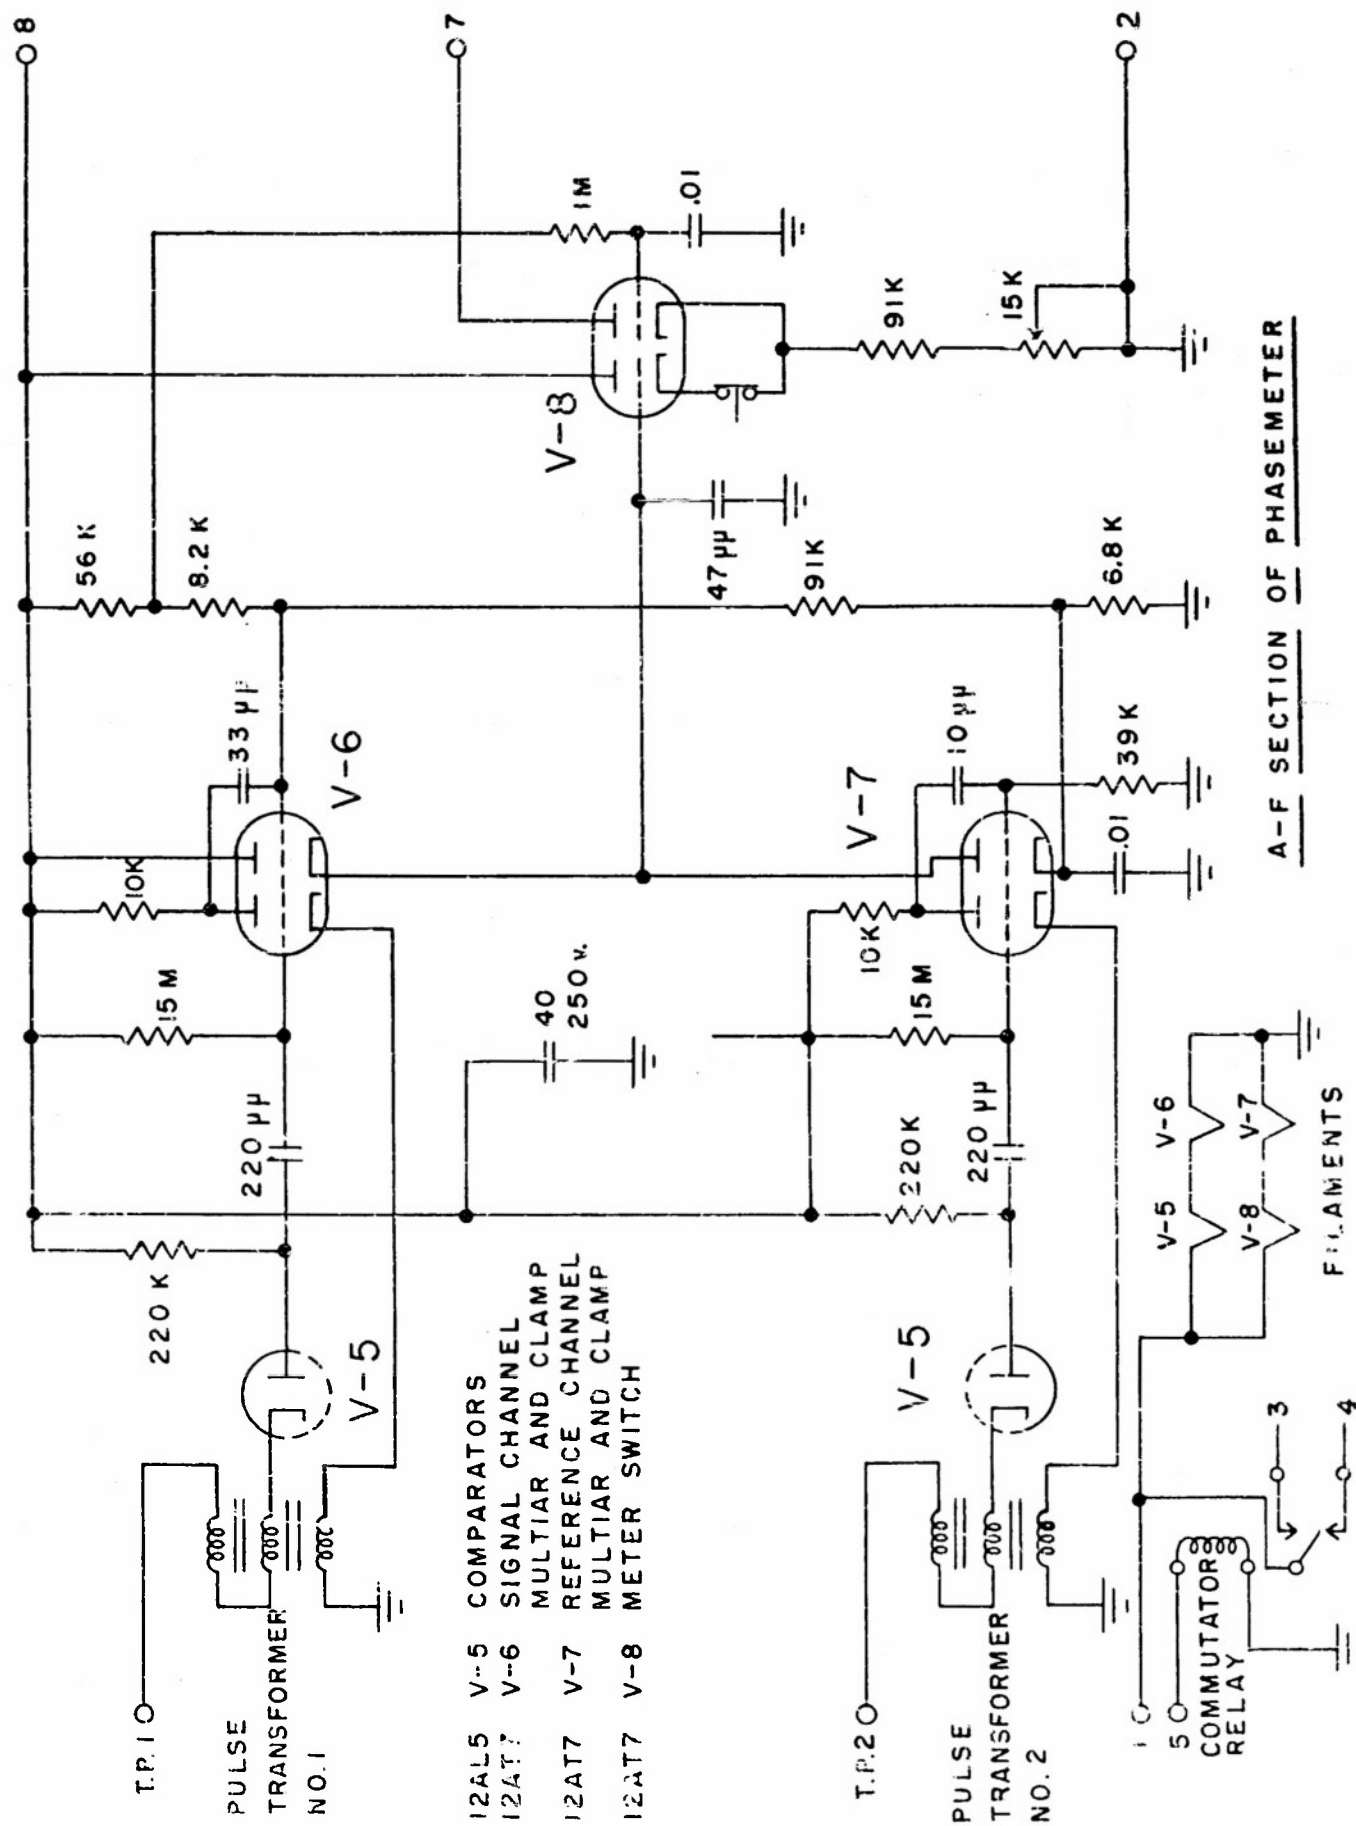 T.P. 1
PULSE
TRANSFORMER
NO. 1
220 K
V-5
220 µµ
15 M
10K
33 µµ
V-6
56 K
8.2 K
8
7
1M
.01
V-8
91K
15 K
2
47 µµ
91K
6.8K
40
250 v.
12AL5 V-5 COMPARATORS
12AT7 V-6 SIGNAL CHANNEL
MULTIAR AND CLAMP
12AT7 V-7 REFERENCE CHANNEL
MULTIAR AND CLAMP
12AT7 V-8 METER SWITCH
T.P. 2
PULSE
TRANSFORMER
NO. 2
V-5
220K
220 µµ
15 M
10K
V-7
10 µµ
39K
.01
1
5
COMMUTATOR
RELAY
3
4
V-5 V-6
V-8 V-7
FILAMENTS
A-F SECTION OF PHASEMETER